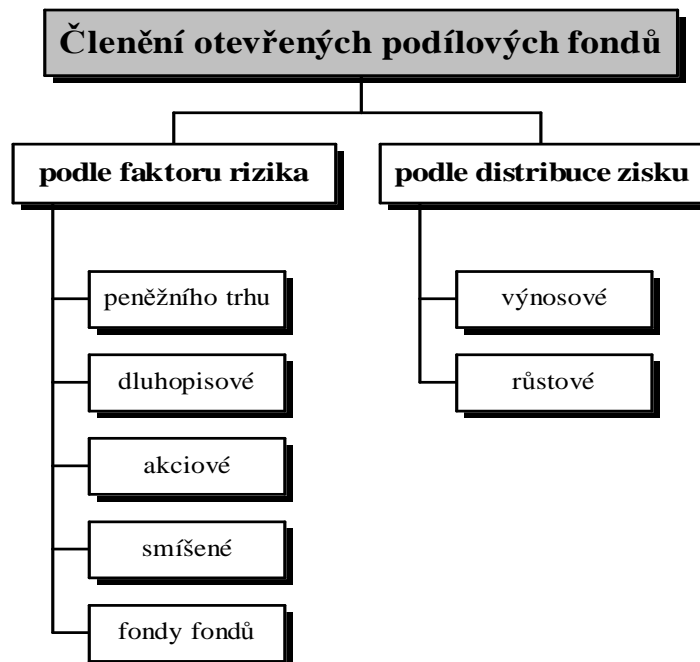 Členění otevřených podílových fondů
podle faktoru rizika
podle distribuce zisku
peněžního trhu
dluhopisové
akciové
smíšené
fondy fondů
výnosové
růstové